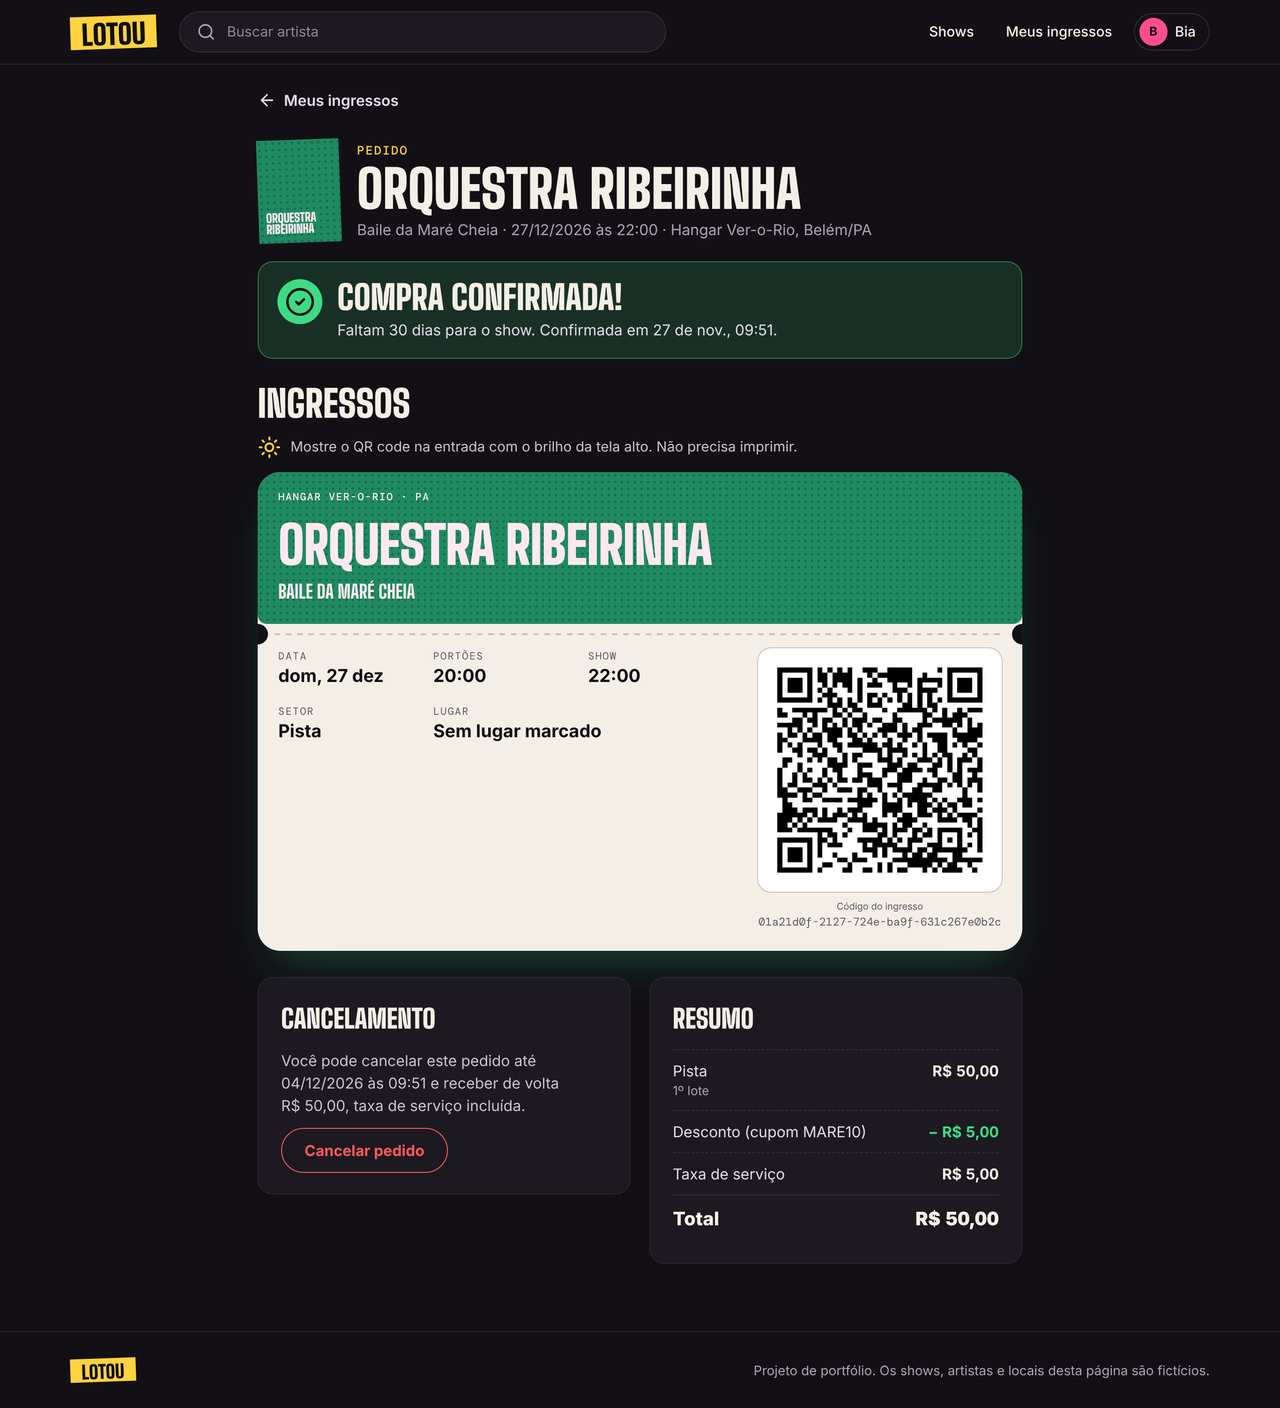 LOTOU
Buscar artista
Shows
Meus ingressos
B
Bia
Meus ingressos
ORQUESTRA
RIBEIRINHA
PEDIDO
ORQUESTRA RIBEIRINHA
Baile da Maré Cheia · 27/12/2026 às 22:00 · Hangar Ver-o-Rio, Belém/PA
COMPRA CONFIRMADA!
Faltam 30 dias para o show. Confirmada em 27 de nov., 09:51.
INGRESSOS
Mostre o QR code na entrada com o brilho da tela alto. Não precisa imprimir.
HANGAR VER-O-RIO · PA
ORQUESTRA RIBEIRINHA
BAILE DA MARÉ CHEIA
DATA
dom, 27 dez
PORTÕES
20:00
SHOW
22:00
SETOR
Pista
LUGAR
Sem lugar marcado
Código do ingresso
01a21d0f-2127-724e-ba9f-631c267e0b2c
CANCELAMENTO
Você pode cancelar este pedido até
04/12/2026 às 09:51 e receber de volta
R$ 50,00, taxa de serviço incluída.
Cancelar pedido
RESUMO
Pista
R$ 50,00
1º lote
Desconto (cupom MARE10)
− R$ 5,00
Taxa de serviço
R$ 5,00
Total
R$ 50,00
LOTOU
Projeto de portfólio. Os shows, artistas e locais desta página são fictícios.